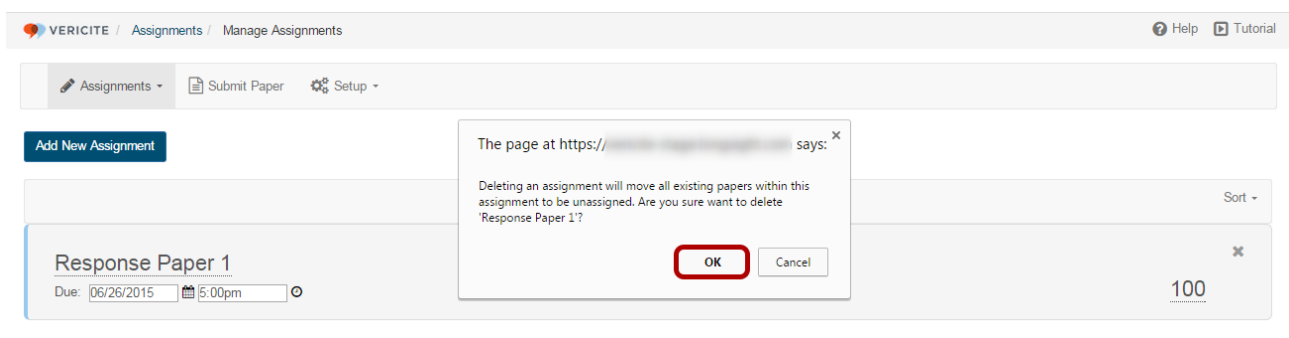 VERICITE / Assignments / Manage Assignments
Help Tutorial
Assignments Submit Paper Setup
Add New Assignment
The page at https:// says: ×
Deleting an assignment will move all existing papers within this
assignment to be unassigned. Are you sure want to delete
'Response Paper 1'?
OK Cancel
Sort
Response Paper 1
Due: 06/26/2015 5:00pm
100